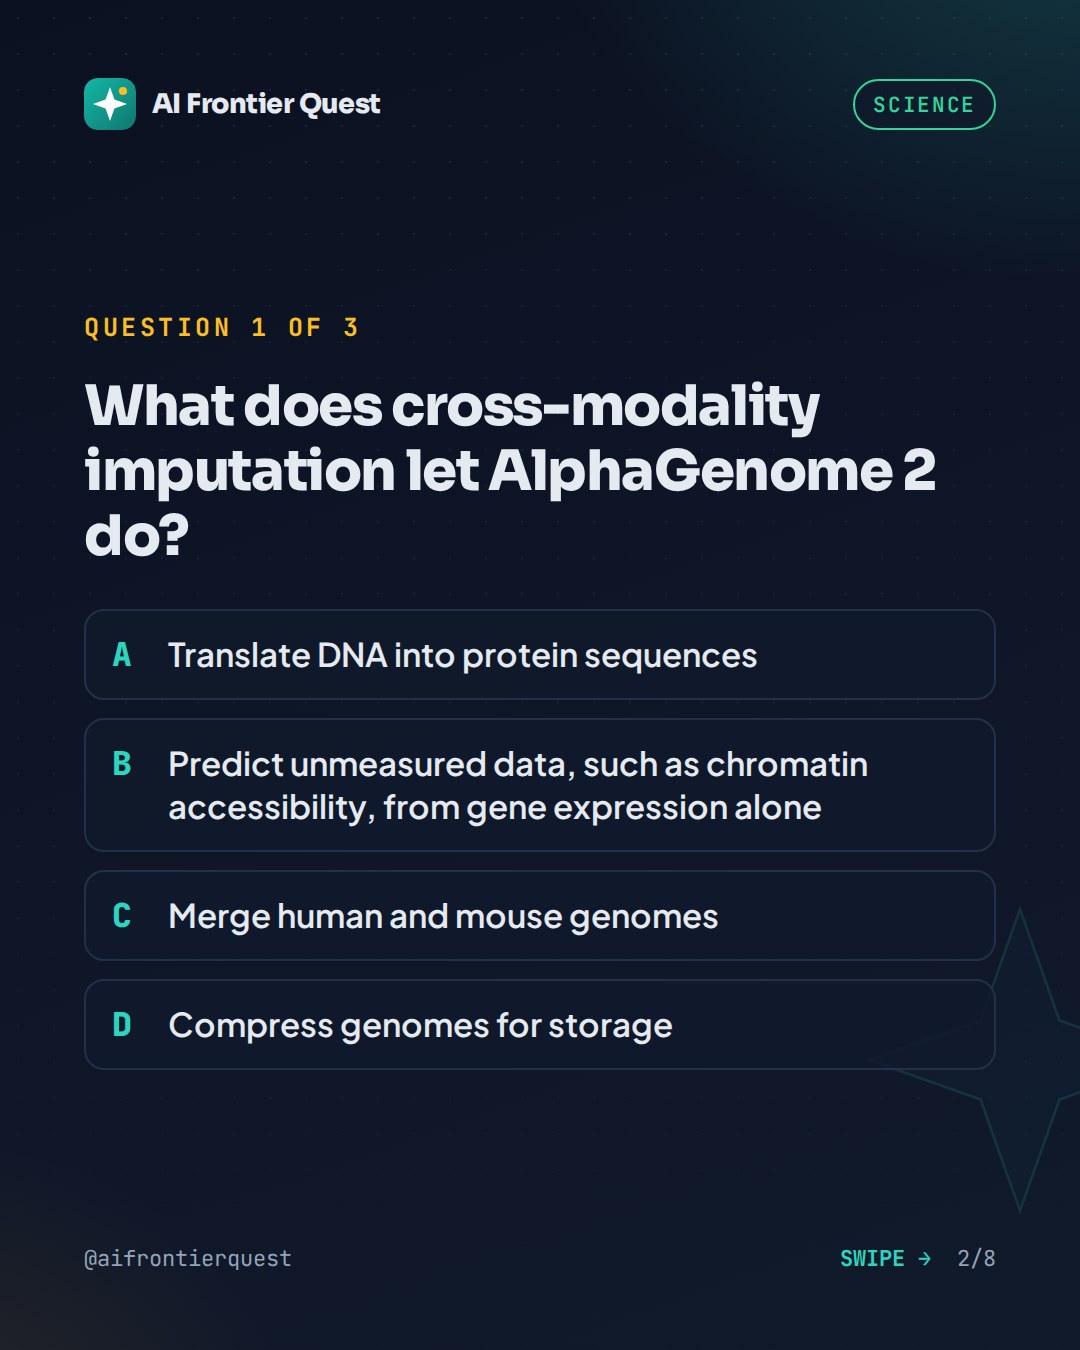 AI Frontier Quest
SCIENCE
QUESTION 1 OF 3
What does cross-modality
imputation let AlphaGenome 2
do?
A Translate DNA into protein sequences
B Predict unmeasured data, such as chromatin
accessibility, from gene expression alone
C Merge human and mouse genomes
D Compress genomes for storage
@aifrontierquest
SWIPE → 2/8